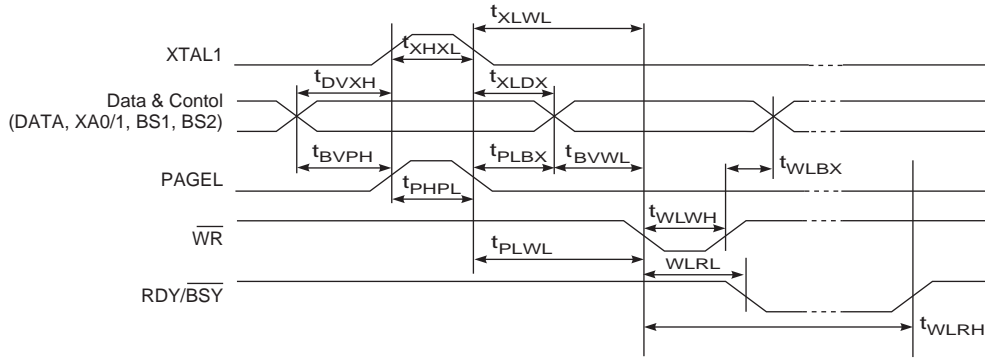 tXLWL
XTAL1
tXHXL
tDVXH
tXLDX
Data & Contol
(DATA, XA0/1, BS1, BS2)
tBVPH
tPLBX
tBVWL
tWLBX
PAGEL
tPHPL
tWLWH
WR
tPLWL
WLRL
RDY/BSY
tWLRH